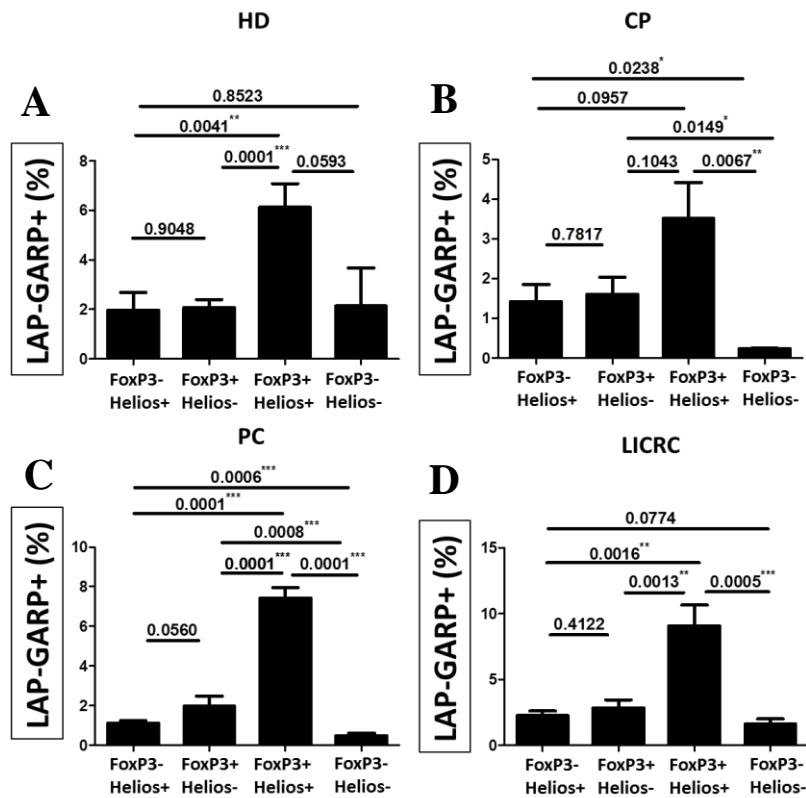 HD
A
0.8523
0.0041**
0.0001***
0.0593
0.9048
LAP-GARP+ (%)
8
6
4
2
0
FoxP3- FoxP3+ FoxP3+ FoxP3-
Helios+ Helios- Helios+ Helios-
CP
B
0.0238*
0.0957
0.0149*
0.1043
0.0067**
0.7817
LAP-GARP+ (%)
5
4
3
2
1
0
FoxP3- FoxP3+ FoxP3+ FoxP3-
Helios+ Helios- Helios+ Helios-
PC
C
0.0006***
0.0001***
0.0008***
0.0001***
0.0001***
0.0560
LAP-GARP+ (%)
10
8
6
4
2
0
FoxP3- FoxP3+ FoxP3+ FoxP3-
Helios+ Helios- Helios+ Helios-
LICRC
D
0.0774
0.0016**
0.0013**
0.0005***
0.4122
LAP-GARP+ (%)
15
10
5
0
FoxP3- FoxP3+ FoxP3+ FoxP3-
Helios+ Helios- Helios+ Helios-